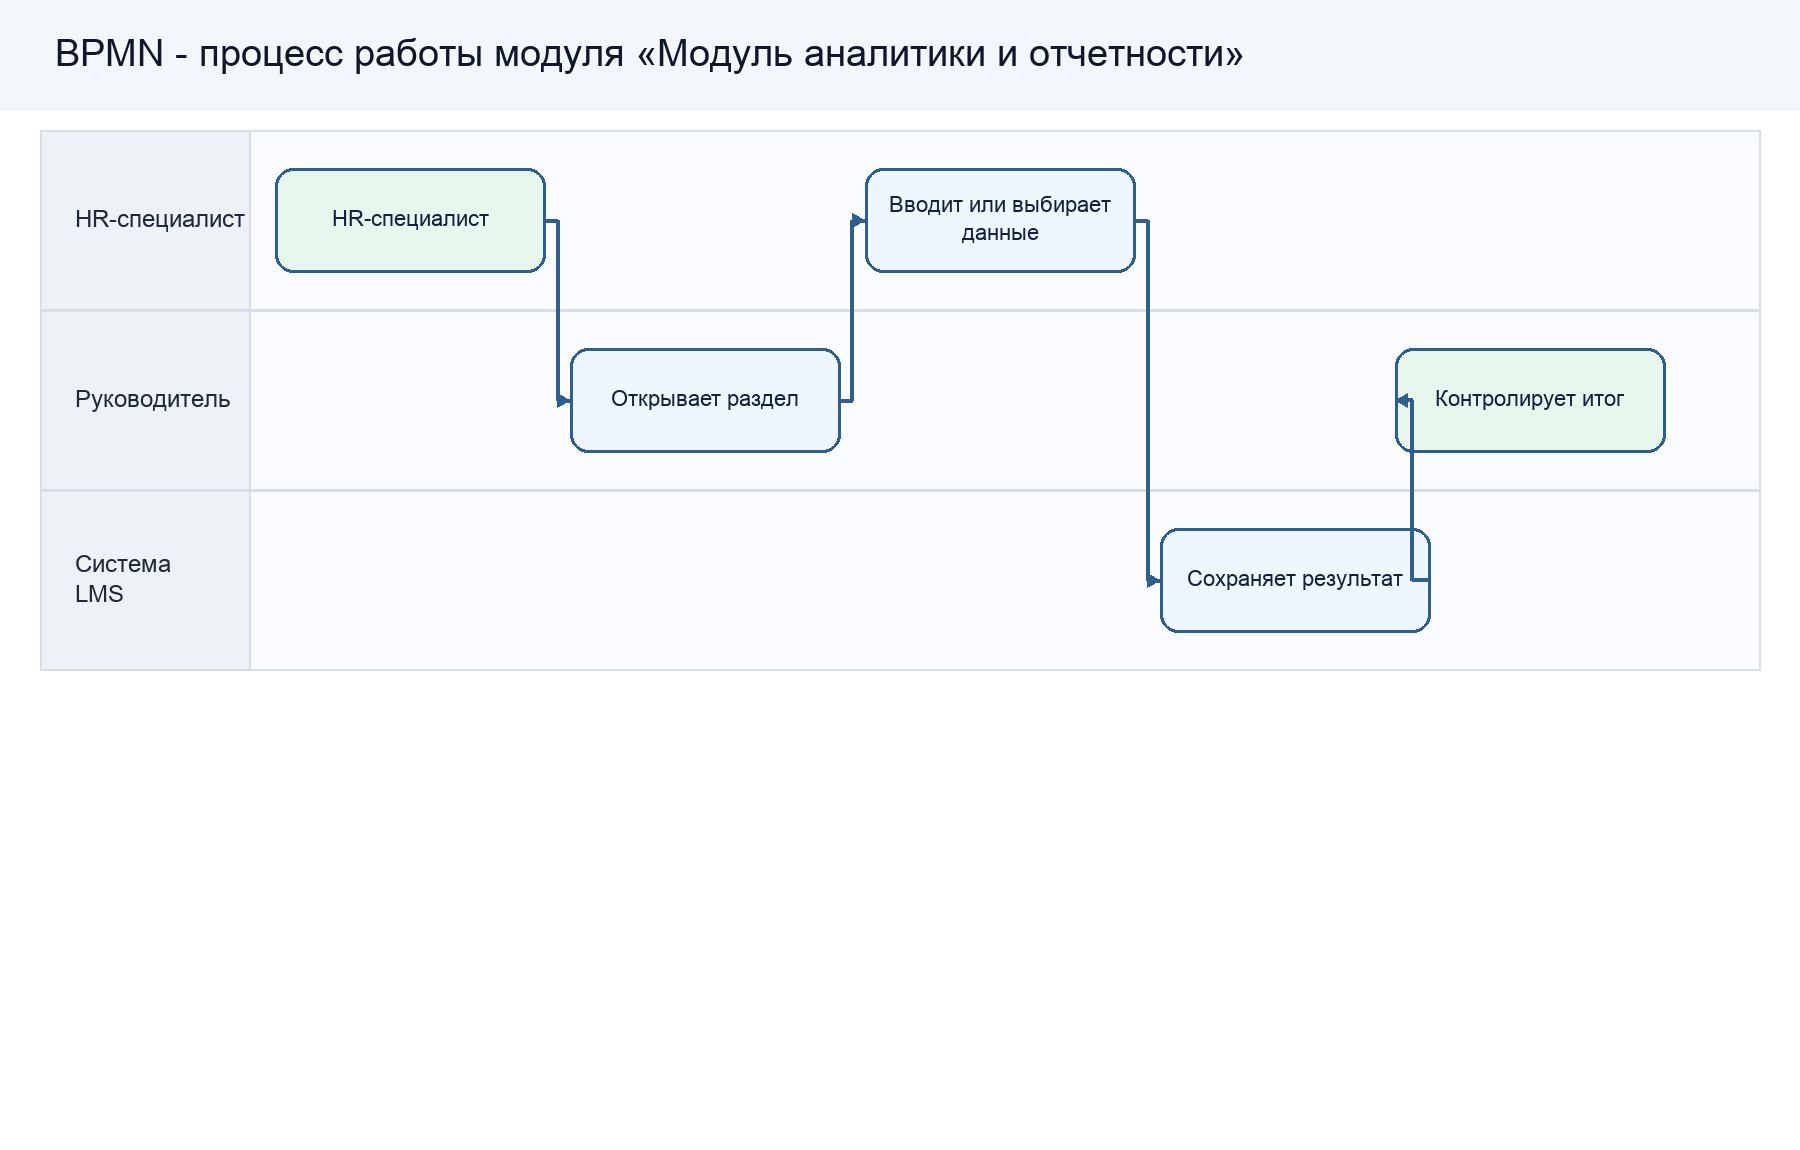 BPMN - процесс работы модуля «Модуль аналитики и отчетности»
HR-специалист
HR-специалист
Вводит или выбирает
данные
Руководитель
Открывает раздел
Контролирует итог
Система
LMS
Сохраняет результат